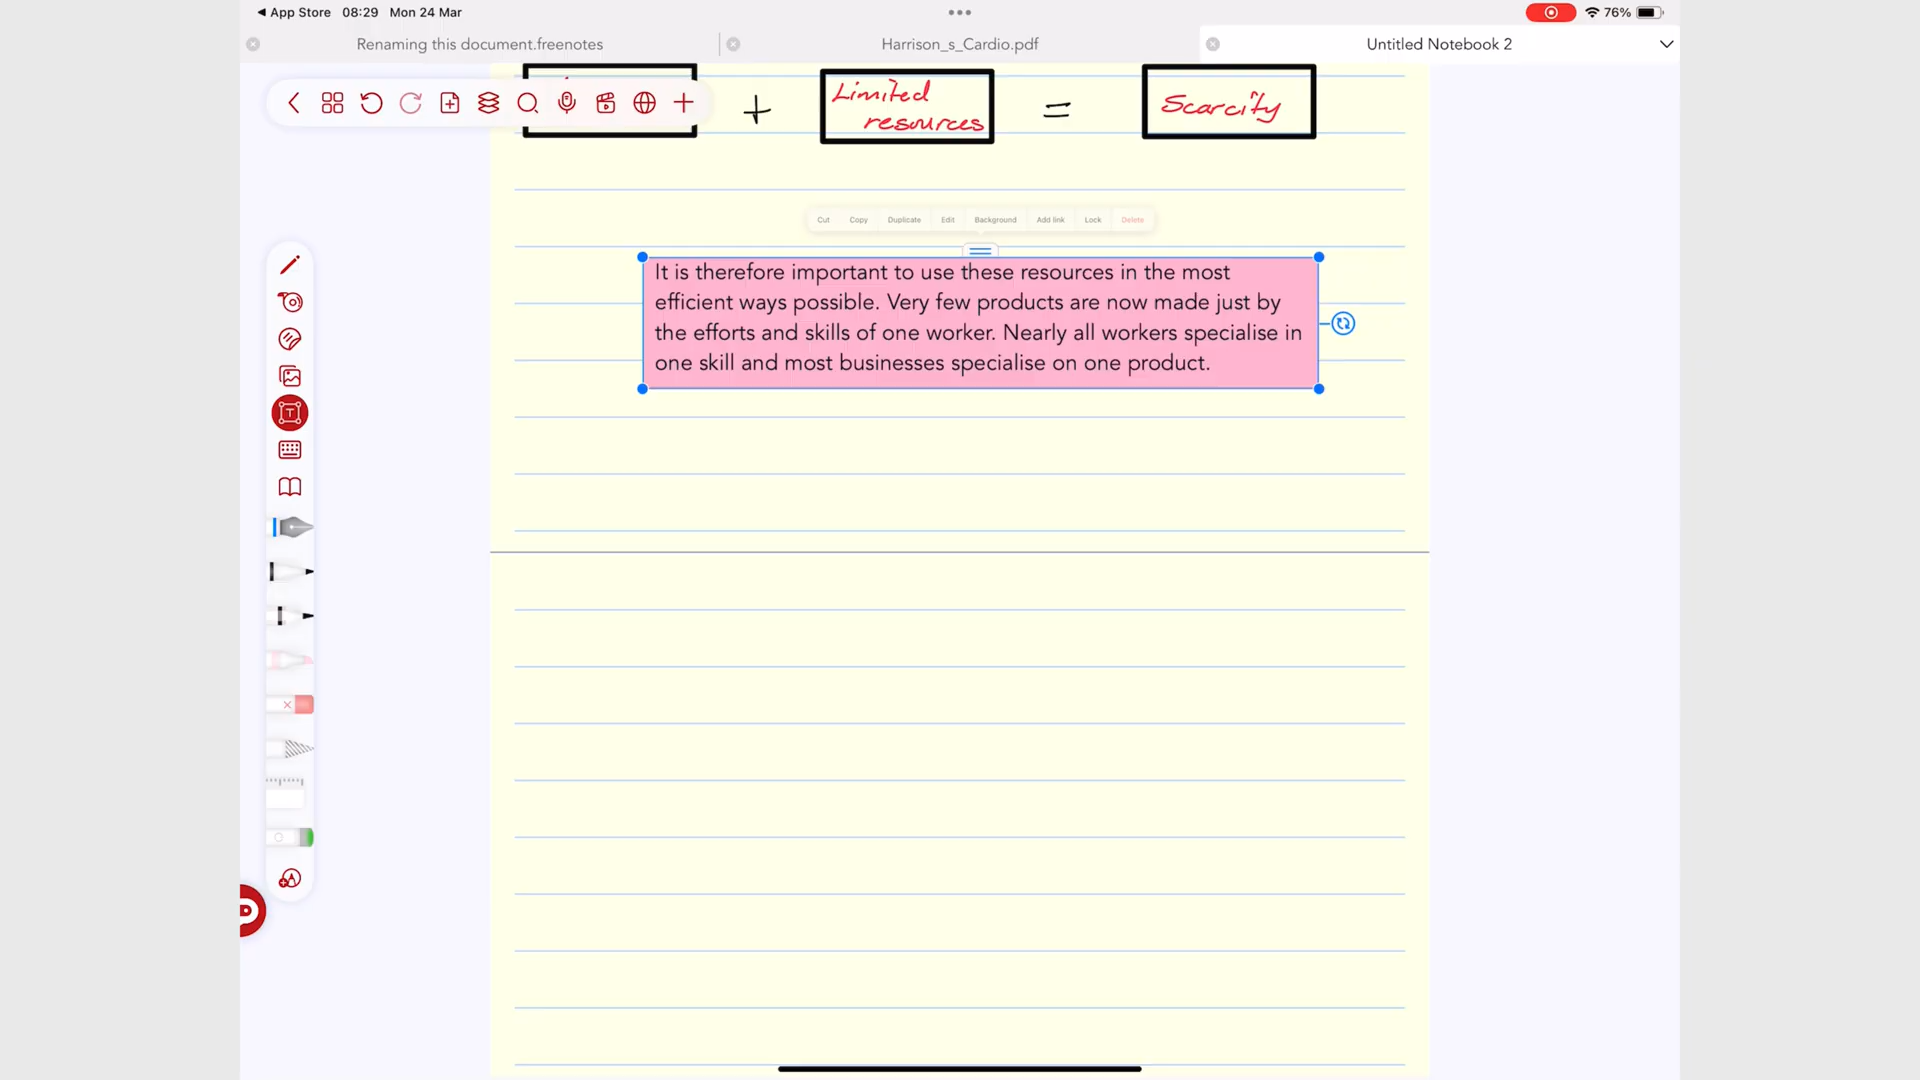 App Store 08:29 Mon 24 Mar
76%
Renaming this document.freenotes
Harrison_s_Cardio.pdf
Untitled Notebook 2
+
Limited
resources
=
Scarcity
Cut Copy Duplicate Edit Background Add link Lock Delete
It is therefore important to use these resources in the most
efficient ways possible. Very few products are now made just by
the efforts and skills of one worker. Nearly all workers specialise in
one skill and most businesses specialise on one product.